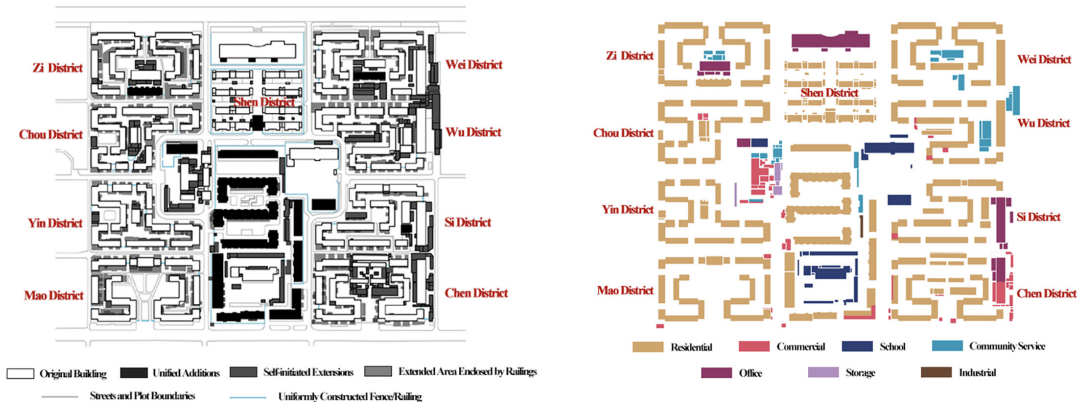 Zi District
Wei District
Shen District
Chou District
Wu District
Yin District
Si District
Mao District
Chen District
Original Building
Unified Additions
Self-initiated Extensions
Extended Area Enclosed by Railings
Streets and Plot Boundaries
Uniformly Constructed Fence/Railing
Zi District
Wei District
Shen District
Chou District
Wu District
Yin District
Si District
Mao District
Chen District
Residential
Commercial
School
Community Service
Office
Storage
Industrial